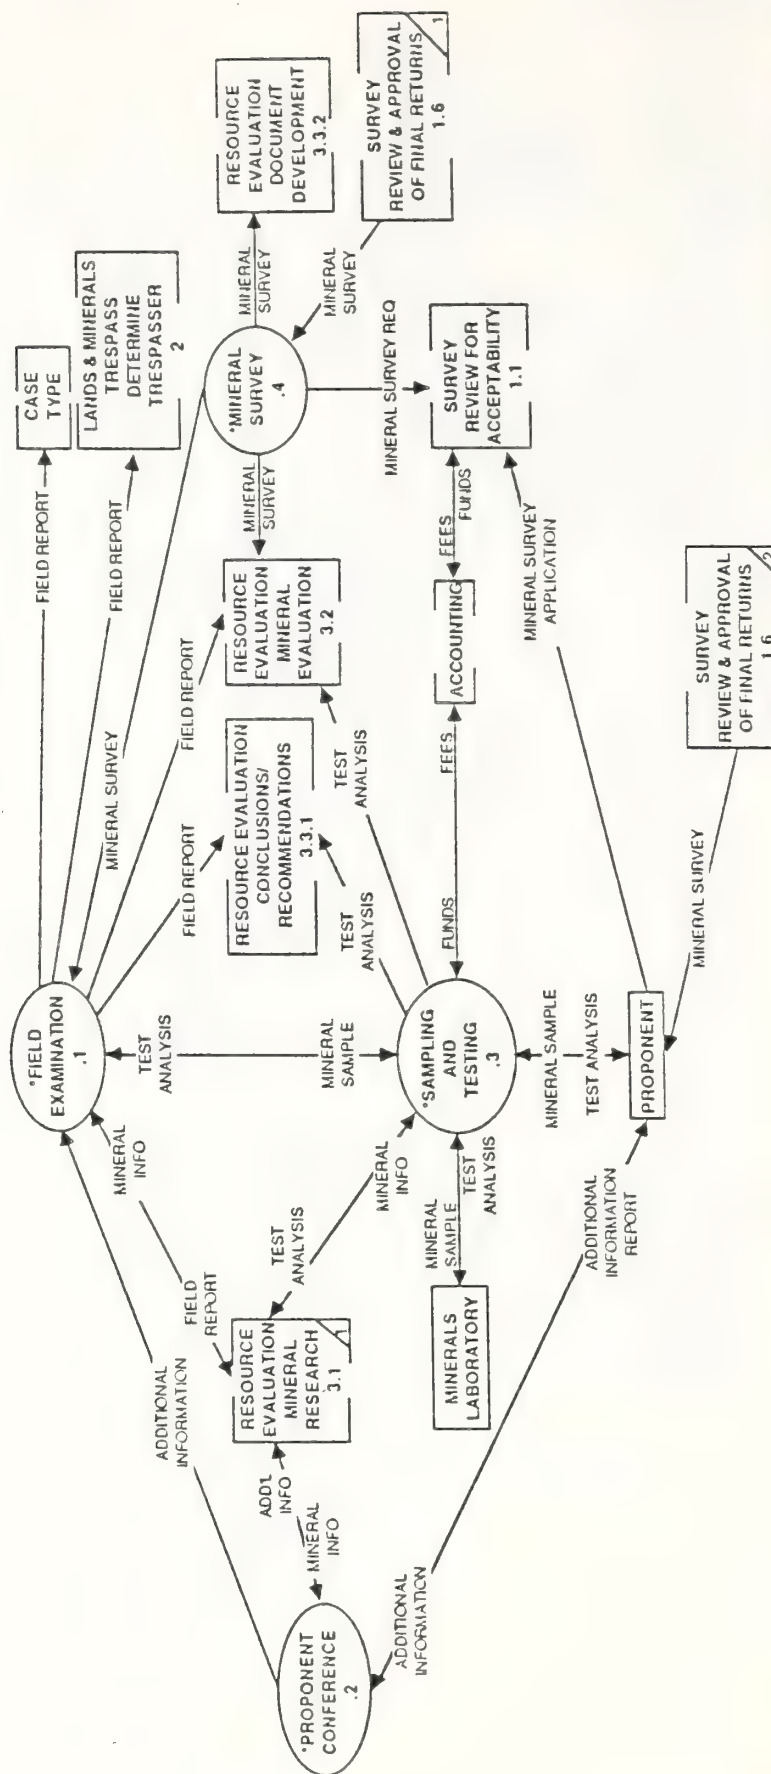 CASE
TYPE
LANDS & MINERALS
TRESPASS
DETERMINE
TRESPASSER
2
RESOURCE
EVALUATION
DOCUMENT
DEVELOPMENT
3.3.2
SURVEY
REVIEW & APPROVAL
OF FINAL RETURNS
1.6
1
FIELD REPORT
FIELD REPORT
MINERAL SURVEY
MINERAL
SURVEY
MINERAL
SURVEY
*MINERAL
SURVEY
.4
MINERAL
SURVEY
MINERAL SURVEY REQ
FIELD REPORT
FIELD REPORT
RESOURCE
EVALUATION
MINERAL
EVALUATION
3.2
RESOURCE EVALUATION
CONCLUSIONS/
RECOMMENDATIONS
3.3.1
SURVEY
REVIEW FOR
ACCEPTABILITY
1.1
FEES
FUNDS
ACCOUNTING
FEES
FUNDS
MINERAL SURVEY
APPLICATION
TEST
ANALYSIS
TEST
ANALYSIS
*FIELD
EXAMINATION
.1
TEST
ANALYSIS
MINERAL
SAMPLE
*SAMPLING
AND
TESTING
.3
MINERAL SAMPLE
TEST ANALYSIS
PROPONENT
MINERAL SURVEY
SURVEY
REVIEW & APPROVAL
OF FINAL RETURNS
1.6
2
MINERAL
INFO
FIELD
REPORT
TEST
ANALYSIS
MINERAL
INFO
RESOURCE
EVALUATION
MINERAL
RESEARCH
3.1
1
MINERAL
SAMPLE
TEST
ANALYSIS
MINERALS
LABORATORY
ADDITIONAL
INFORMATION
REPORT
ADDITIONAL
INFORMATION
ADD'L
INFO
MINERAL
INFO
ADDITIONAL
INFORMATION
*PROPONENT
CONFERENCE
.2